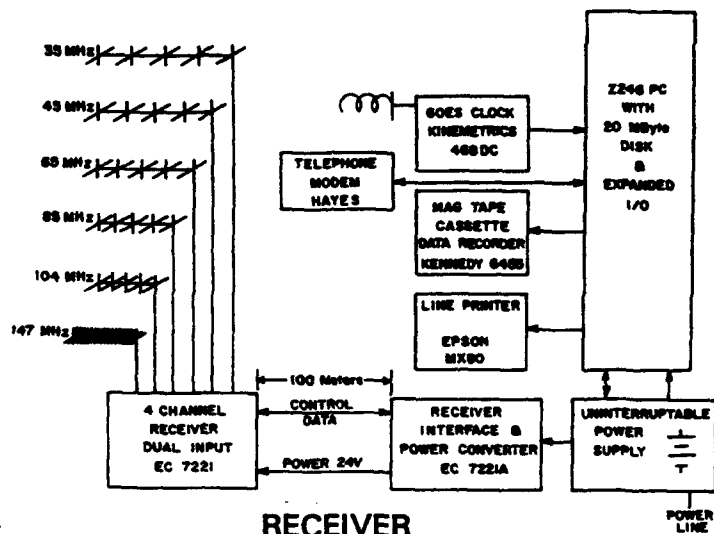 35 MHz
45 MHz
65 MHz
85 MHz
104 MHz
147 MHz
GOES CLOCK
KINEMETRICS
468DC
TELEPHONE
MODEM
HAYES
MAG TAPE
CASSETTE
DATA RECORDER
KENNEDY 6455
LINE PRINTER
EPSON
MX80
Z248 PC
WITH
20 MByte
DISK
&
EXPANDED
I/O
100 Meters
4 CHANNEL
RECEIVER
DUAL INPUT
EC 7221
CONTROL
DATA
POWER 24V
RECEIVER
INTERFACE &
POWER CONVERTER
EC 7221A
UNINTERRUPTABLE
POWER
SUPPLY
POWER
LINE
RECEIVER